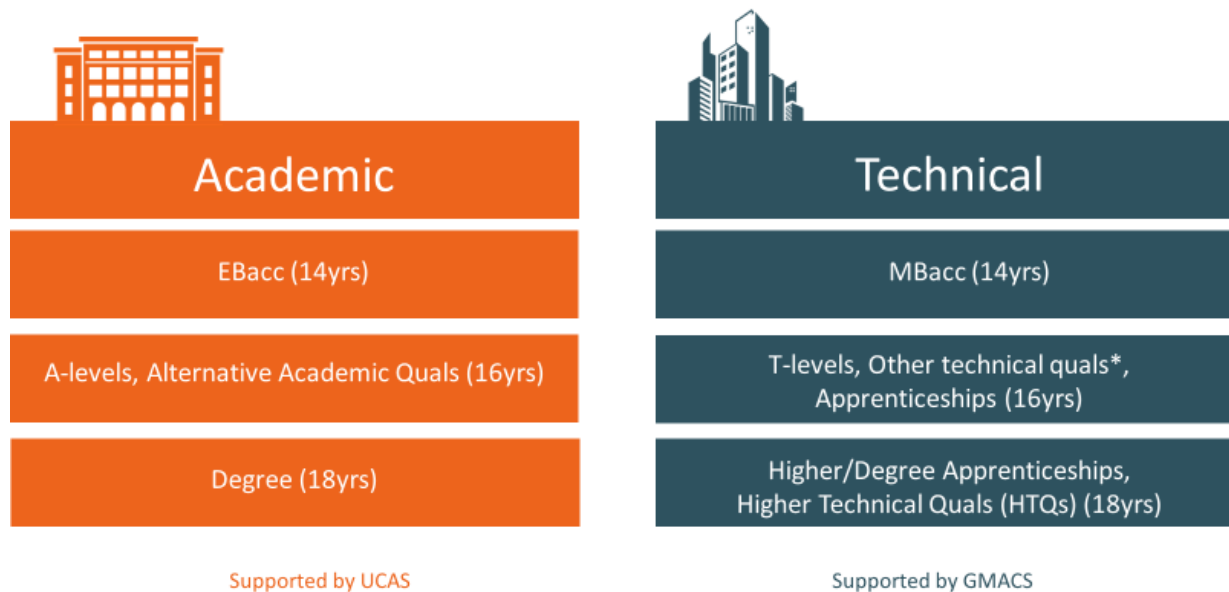 Academic
EBacc (14yrs)
A-levels, Alternative Academic Quals (16yrs)
Degree (18yrs)
Supported by UCAS
Technical
MBacc (14yrs)
T-levels, Other technical quals*,
Apprenticeships (16yrs)
Higher/Degree Apprenticeships,
Higher Technical Quals (HTQs) (18yrs)
Supported by GMACS